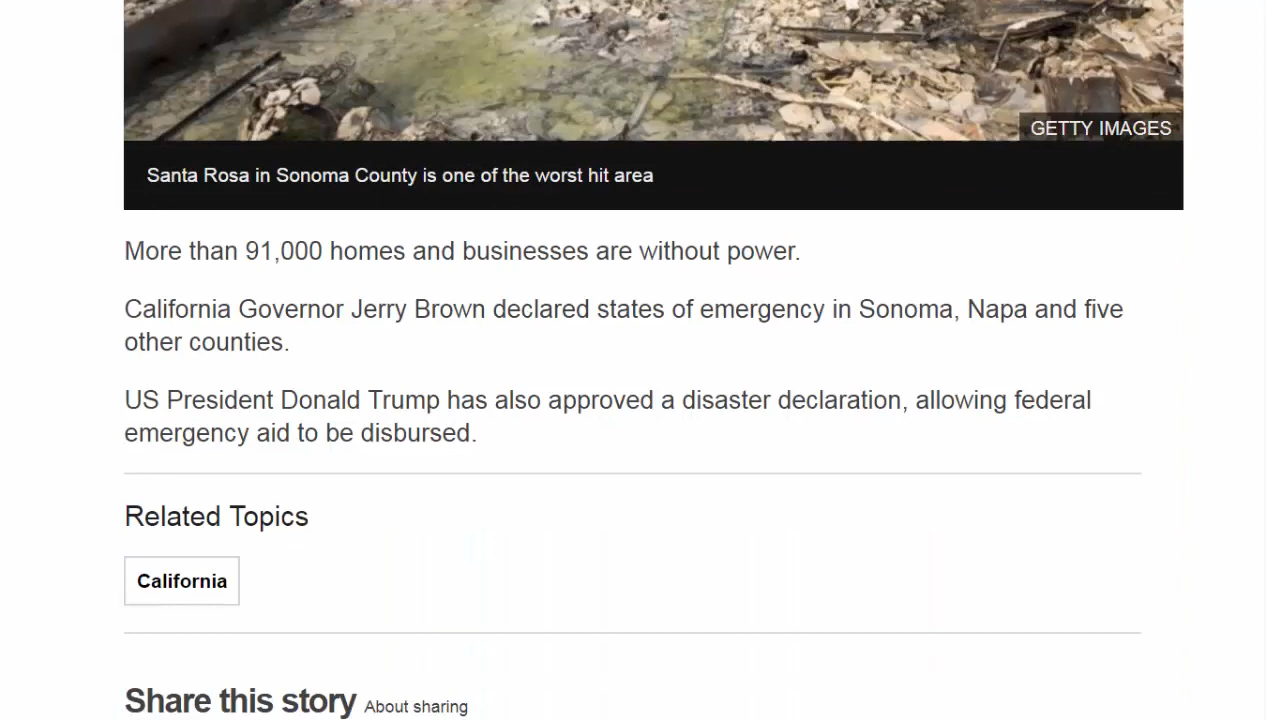 GETTY IMAGES
Santa Rosa in Sonoma County is one of the worst hit area
More than 91,000 homes and businesses are without power.
California Governor Jerry Brown declared states of emergency in Sonoma, Napa and five
other counties.
US President Donald Trump has also approved a disaster declaration, allowing federal
emergency aid to be disbursed.
Related Topics
California
Share this story About sharing